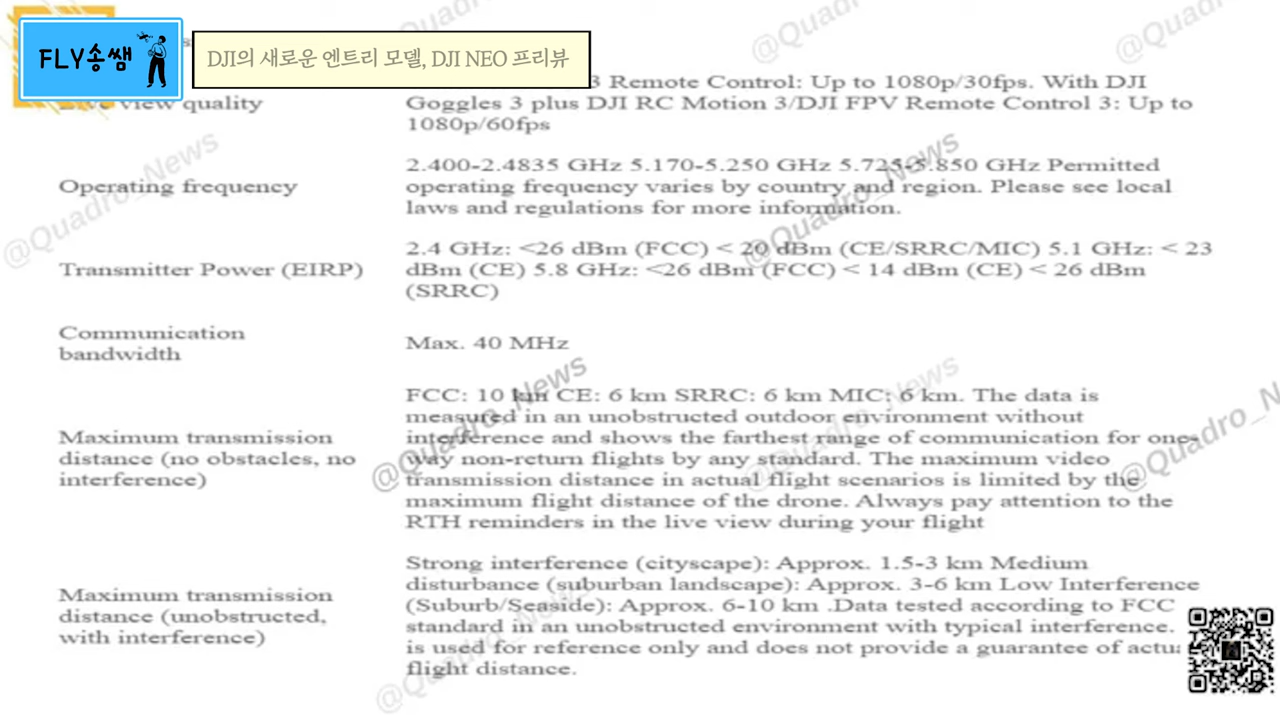 FLY송쌤
DJI의 새로운 엔트리 모델, DJI NEO 프리뷰
3 Remote Control: Up to 1080p/30fps. With DJI
view quality
Goggles 3 plus DJI RC Motion 3/DJI FPV Remote Control 3: Up to
1080p/60fps
Operating frequency
2.400-2.4835 GHz 5.170-5.250 GHz 5.725-5.850 GHz Permitted
operating frequency varies by country and region. Please see local
laws and regulations for more information.
Transmitter Power (EIRP)
2.4 GHz: <26 dBm (FCC) < 20 dBm (CE/SRRC/MIC) 5.1 GHz: < 23
dBm (CE) 5.8 GHz: <26 dBm (FCC) < 14 dBm (CE) < 26 dBm
(SRRC)
Communication
bandwidth
Max. 40 MHz
Maximum transmission
distance (no obstacles, no
interference)
FCC: 10 km CE: 6 km SRRC: 6 km MIC: 6 km. The data is
measured in an unobstructed outdoor environment without
interference and shows the farthest range of communication for one-
way non-return flights by any standard. The maximum video
transmission distance in actual flight scenarios is limited by the
maximum flight distance of the drone. Always pay attention to the
RTH reminders in the live view during your flight
Maximum transmission
distance (unobstructed,
with interference)
Strong interference (cityscape): Approx. 1.5-3 km Medium
disturbance (suburban landscape): Approx. 3-6 km Low Interference
(Suburb/Seaside): Approx. 6-10 km .Data tested according to FCC
standard in an unobstructed environment with typical interference.
is used for reference only and does not provide a guarantee of
flight distance.
@Quadro_News
@Quadro_News
@Quadro_News
@Quadro_News
@Quadro_News